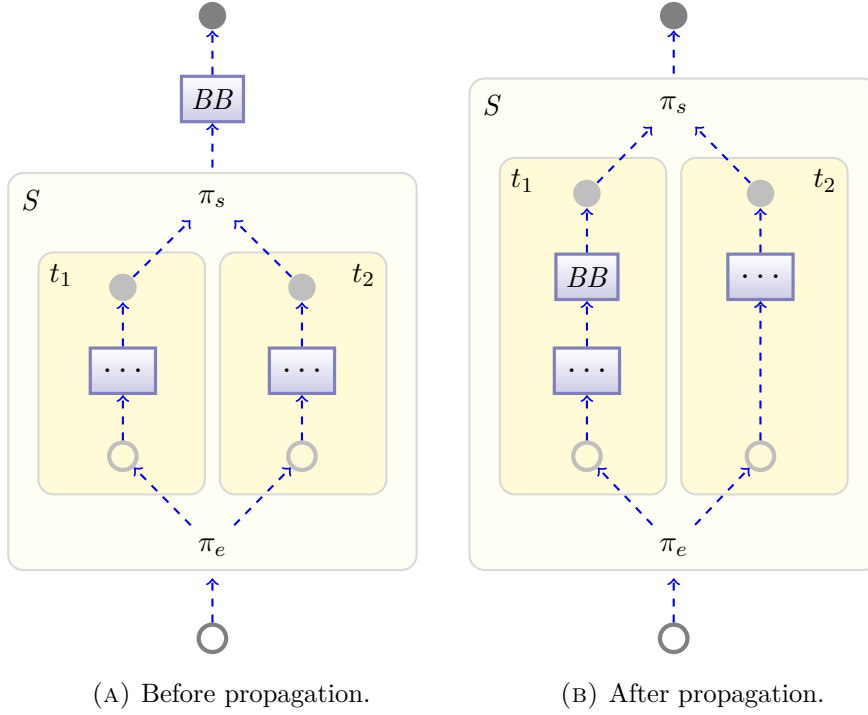 BB
S
π_s
t_1
t_2
···
···
π_e
(A) Before propagation.
S
π_s
t_1
t_2
BB
···
···
π_e
(B) After propagation.